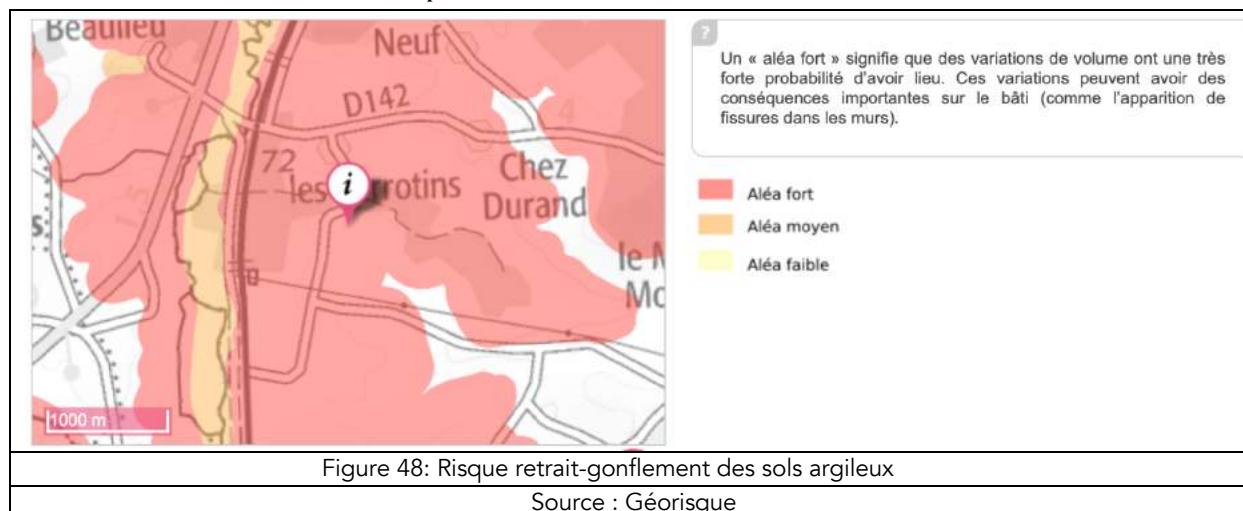 Beaulieu
Neuf
D142
4
72
les rotins
Chez
Durand
le M
Mo
s
1000 m
i
?
Un « aléa fort » signifie que des variations de volume ont une très
forte probabilité d'avoir lieu. Ces variations peuvent avoir des
conséquences importantes sur le bâti (comme l'apparition de
fissures dans les murs).
Aléa fort
Aléa moyen
Aléa faible
Figure 48: Risque retrait-gonflement des sols argileux
Source : Géorisque